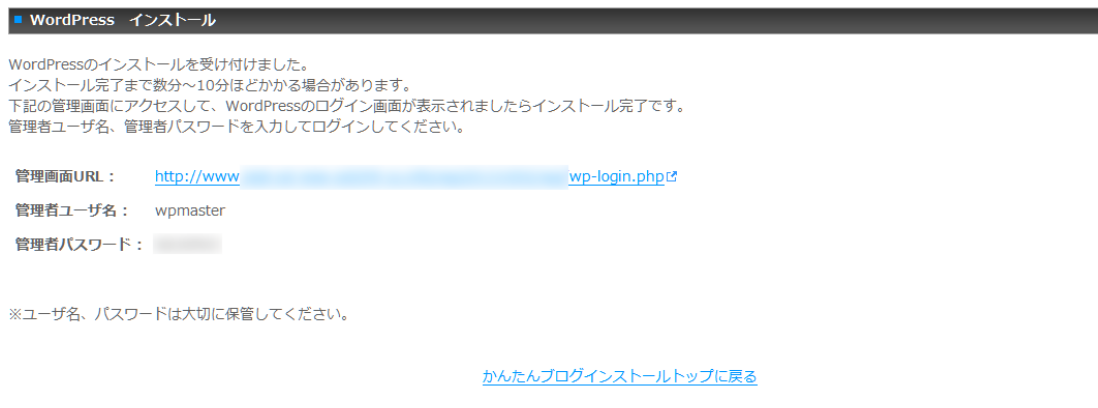 WordPress インストール
WordPressのインストールを受け付けました。
インストール完了まで数分～10分ほどかかる場合があります。
下記の管理画面にアクセスして、WordPressのログイン画面が表示されましたらインストール完了です。
管理者ユーザ名、管理者パスワードを入力してログインしてください。
管理画面URL： http://www wp-login.php
管理者ユーザ名： wpmaster
管理者パスワード：
※ユーザ名、パスワードは大切に保管してください。
かんたんブログインストールトップに戻る